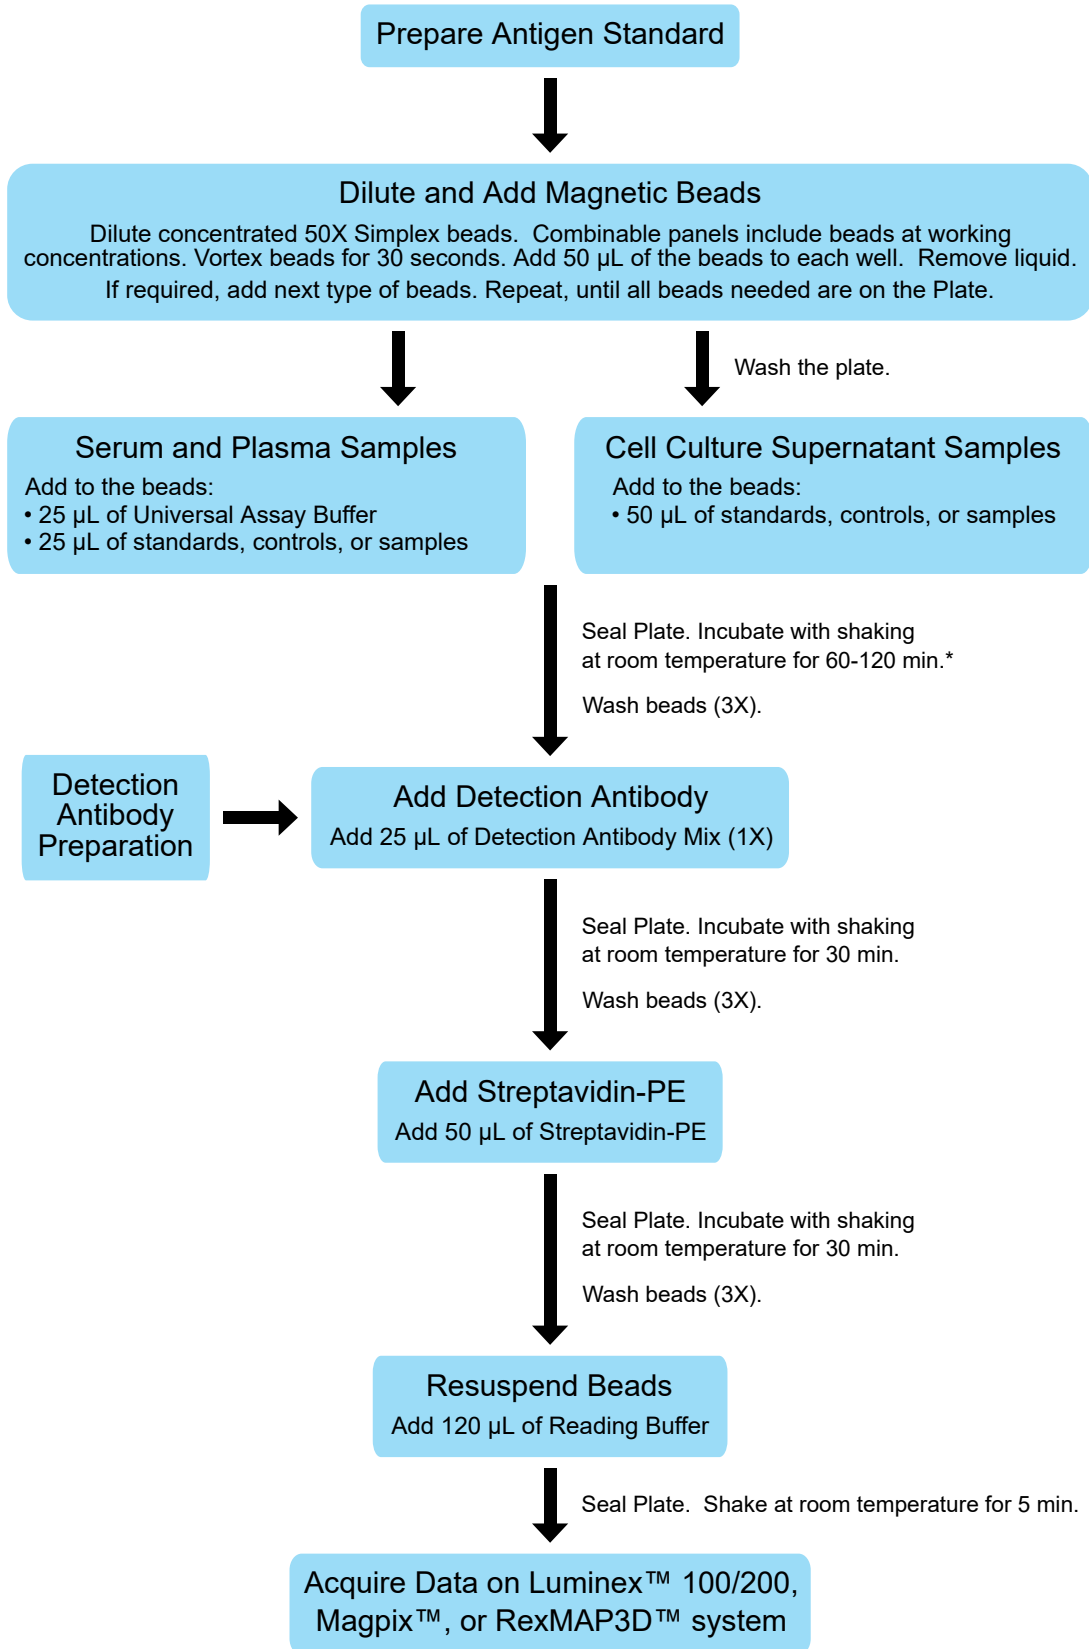 Prepare Antigen Standard
Dilute and Add Magnetic Beads
Dilute concentrated 50X Simplex beads.  Combinable panels include beads at working
concentrations. Vortex beads for 30 seconds. Add 50 µL of the beads to each well.  Remove liquid.
If required, add next type of beads. Repeat, until all beads needed are on the Plate.
Wash the plate.
Serum and Plasma Samples
Add to the beads:
• 25 µL of Universal Assay Buffer
• 25 µL of standards, controls, or samples
Cell Culture Supernatant Samples
Add to the beads:
• 50 µL of standards, controls, or samples
Seal Plate. Incubate with shaking
at room temperature for 60-120 min.*
Wash beads (3X).
Detection
Antibody
Preparation
Add Detection Antibody
Add 25 µL of Detection Antibody Mix (1X)
Seal Plate. Incubate with shaking
at room temperature for 30 min.
Wash beads (3X).
Add Streptavidin-PE
Add 50 µL of Streptavidin-PE
Seal Plate. Incubate with shaking
at room temperature for 30 min.
Wash beads (3X).
Resuspend Beads
Add 120 µL of Reading Buffer
Seal Plate.  Shake at room temperature for 5 min.
Acquire Data on Luminex™ 100/200,
Magpix™, or RexMAP3D™ system